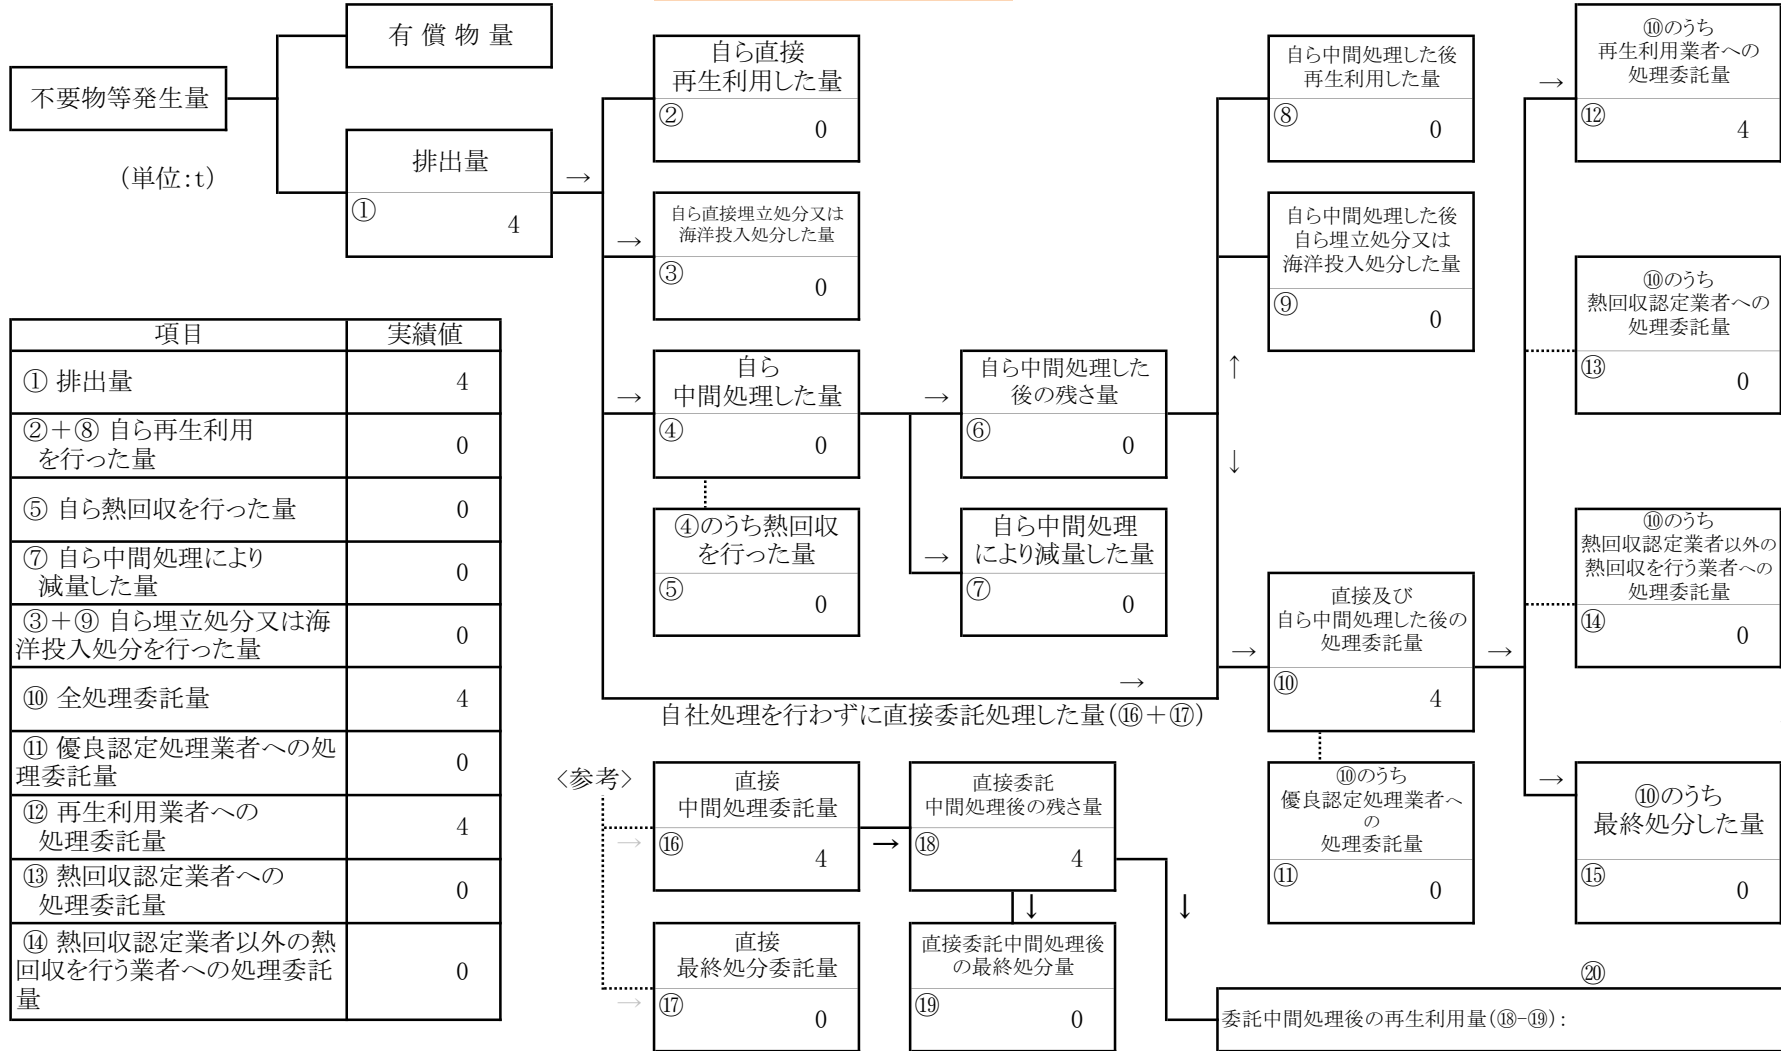 有 償 物 量
不要物等発生量
(単位:t)
排出量
①
4
→
自ら直接
再生利用した量
②
0
→
自ら直接埋立処分又は
海洋投入処分した量
③
0
→
自ら
中間処理した量
④
0
④のうち熱回収
を行った量
⑤
0
→
自ら中間処理した
後の残さ量
⑥
0
→
自ら中間処理
により減量した量
⑦
0
自ら中間処理した後
再生利用した量
⑧
0
自ら中間処理した後
自ら埋立処分又は
海洋投入処分した量
⑨
0
↑
↓
→
直接及び
自ら中間処理した後の
処理委託量
⑩
4
→
⑩のうち
優良認定処理業者へ
の
処理委託量
⑪
0
→
⑩のうち
再生利用業者への
処理委託量
⑫
4
⑩のうち
熱回収認定業者への
処理委託量
⑬
0
⑩のうち
熱回収認定業者以外の
熱回収を行う業者への
処理委託量
⑭
0
→
⑩のうち
最終処分した量
⑮
0
→
自社処理を行わずに直接委託処理した量(⑯+⑰)
<参考>
→
直接
中間処理委託量
⑯
4
→
直接委託
中間処理後の残さ量
⑱
4
→
直接
最終処分委託量
⑰
0
↓
直接委託中間処理後
の最終処分量
⑲
0
↓
⑳
委託中間処理後の再生利用量(⑱-⑲):
項目 実績値
① 排出量 4
②+⑧ 自ら再生利用
を行った量 0
⑤ 自ら熱回収を行った量 0
⑦ 自ら中間処理により
減量した量 0
③+⑨ 自ら埋立処分又は海
洋投入処分を行った量 0
⑩ 全処理委託量 4
⑪ 優良認定処理業者への処
理委託量 0
⑫ 再生利用業者への
処理委託量 4
⑬ 熱回収認定業者への
処理委託量 0
⑭ 熱回収認定業者以外の熱
回収を行う業者への処理委託
量 0